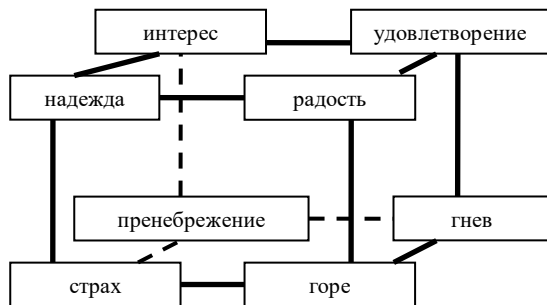 интерес
удовлетворение
надежда
радость
пренебрежение
гнев
страх
горе